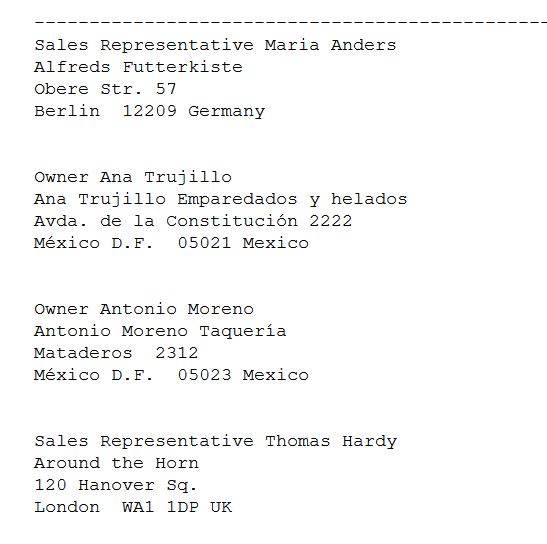 -----------------------------------------------
Sales Representative Maria Anders
Alfreds Futterkiste
Obere Str. 57
Berlin  12209 Germany
Owner Ana Trujillo
Ana Trujillo Emparedados y helados
Avda. de la Constitución 2222
México D.F.  05021 Mexico
Owner Antonio Moreno
Antonio Moreno Taquería
Mataderos  2312
México D.F.  05023 Mexico
Sales Representative Thomas Hardy
Around the Horn
120 Hanover Sq.
London  WA1 1DP UK